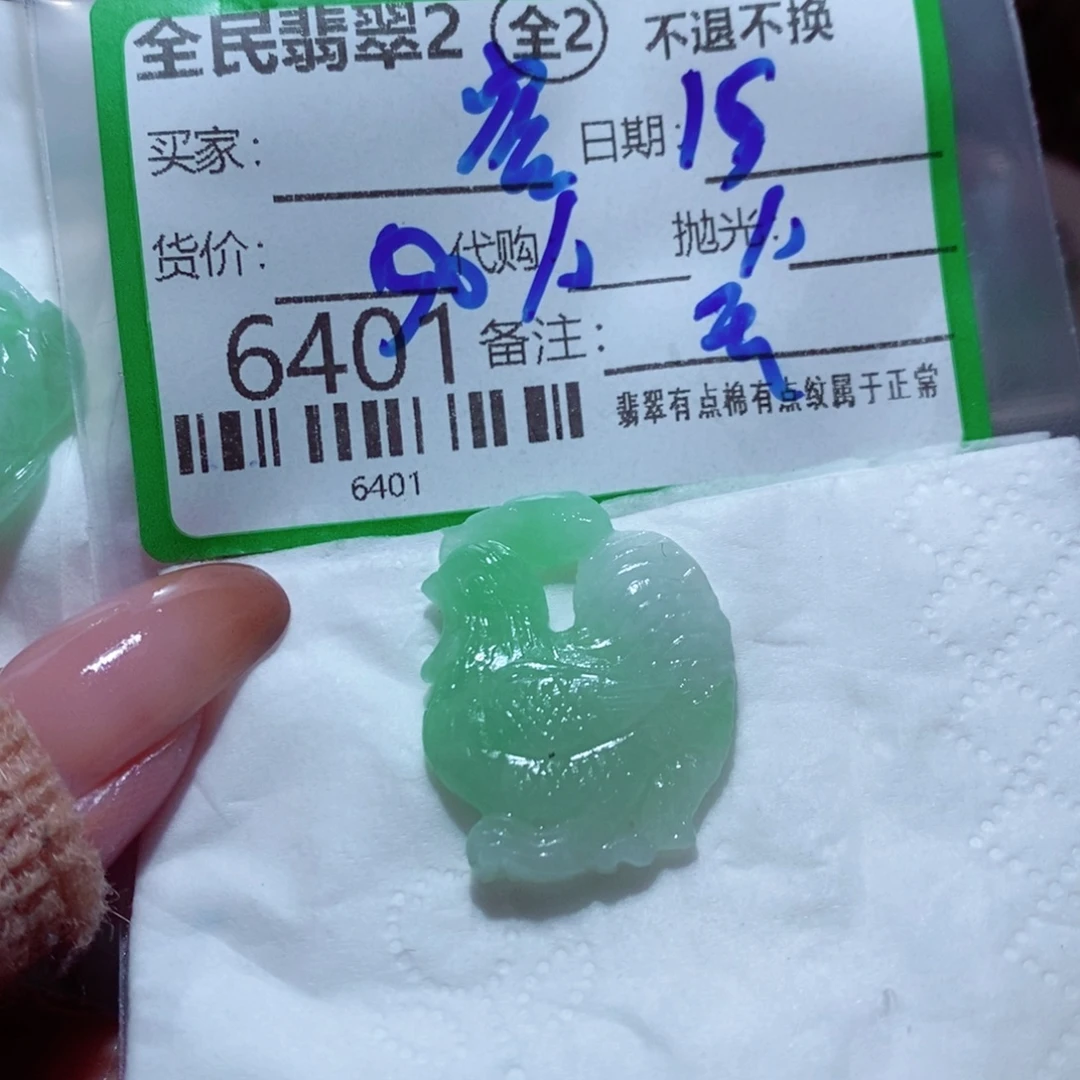 全民翡翠2 全2 不退不换
买家： 日期：15
货价：90 代购 抛光：
6401 备注：
翡翠有点棉有点纹属于正常
6401